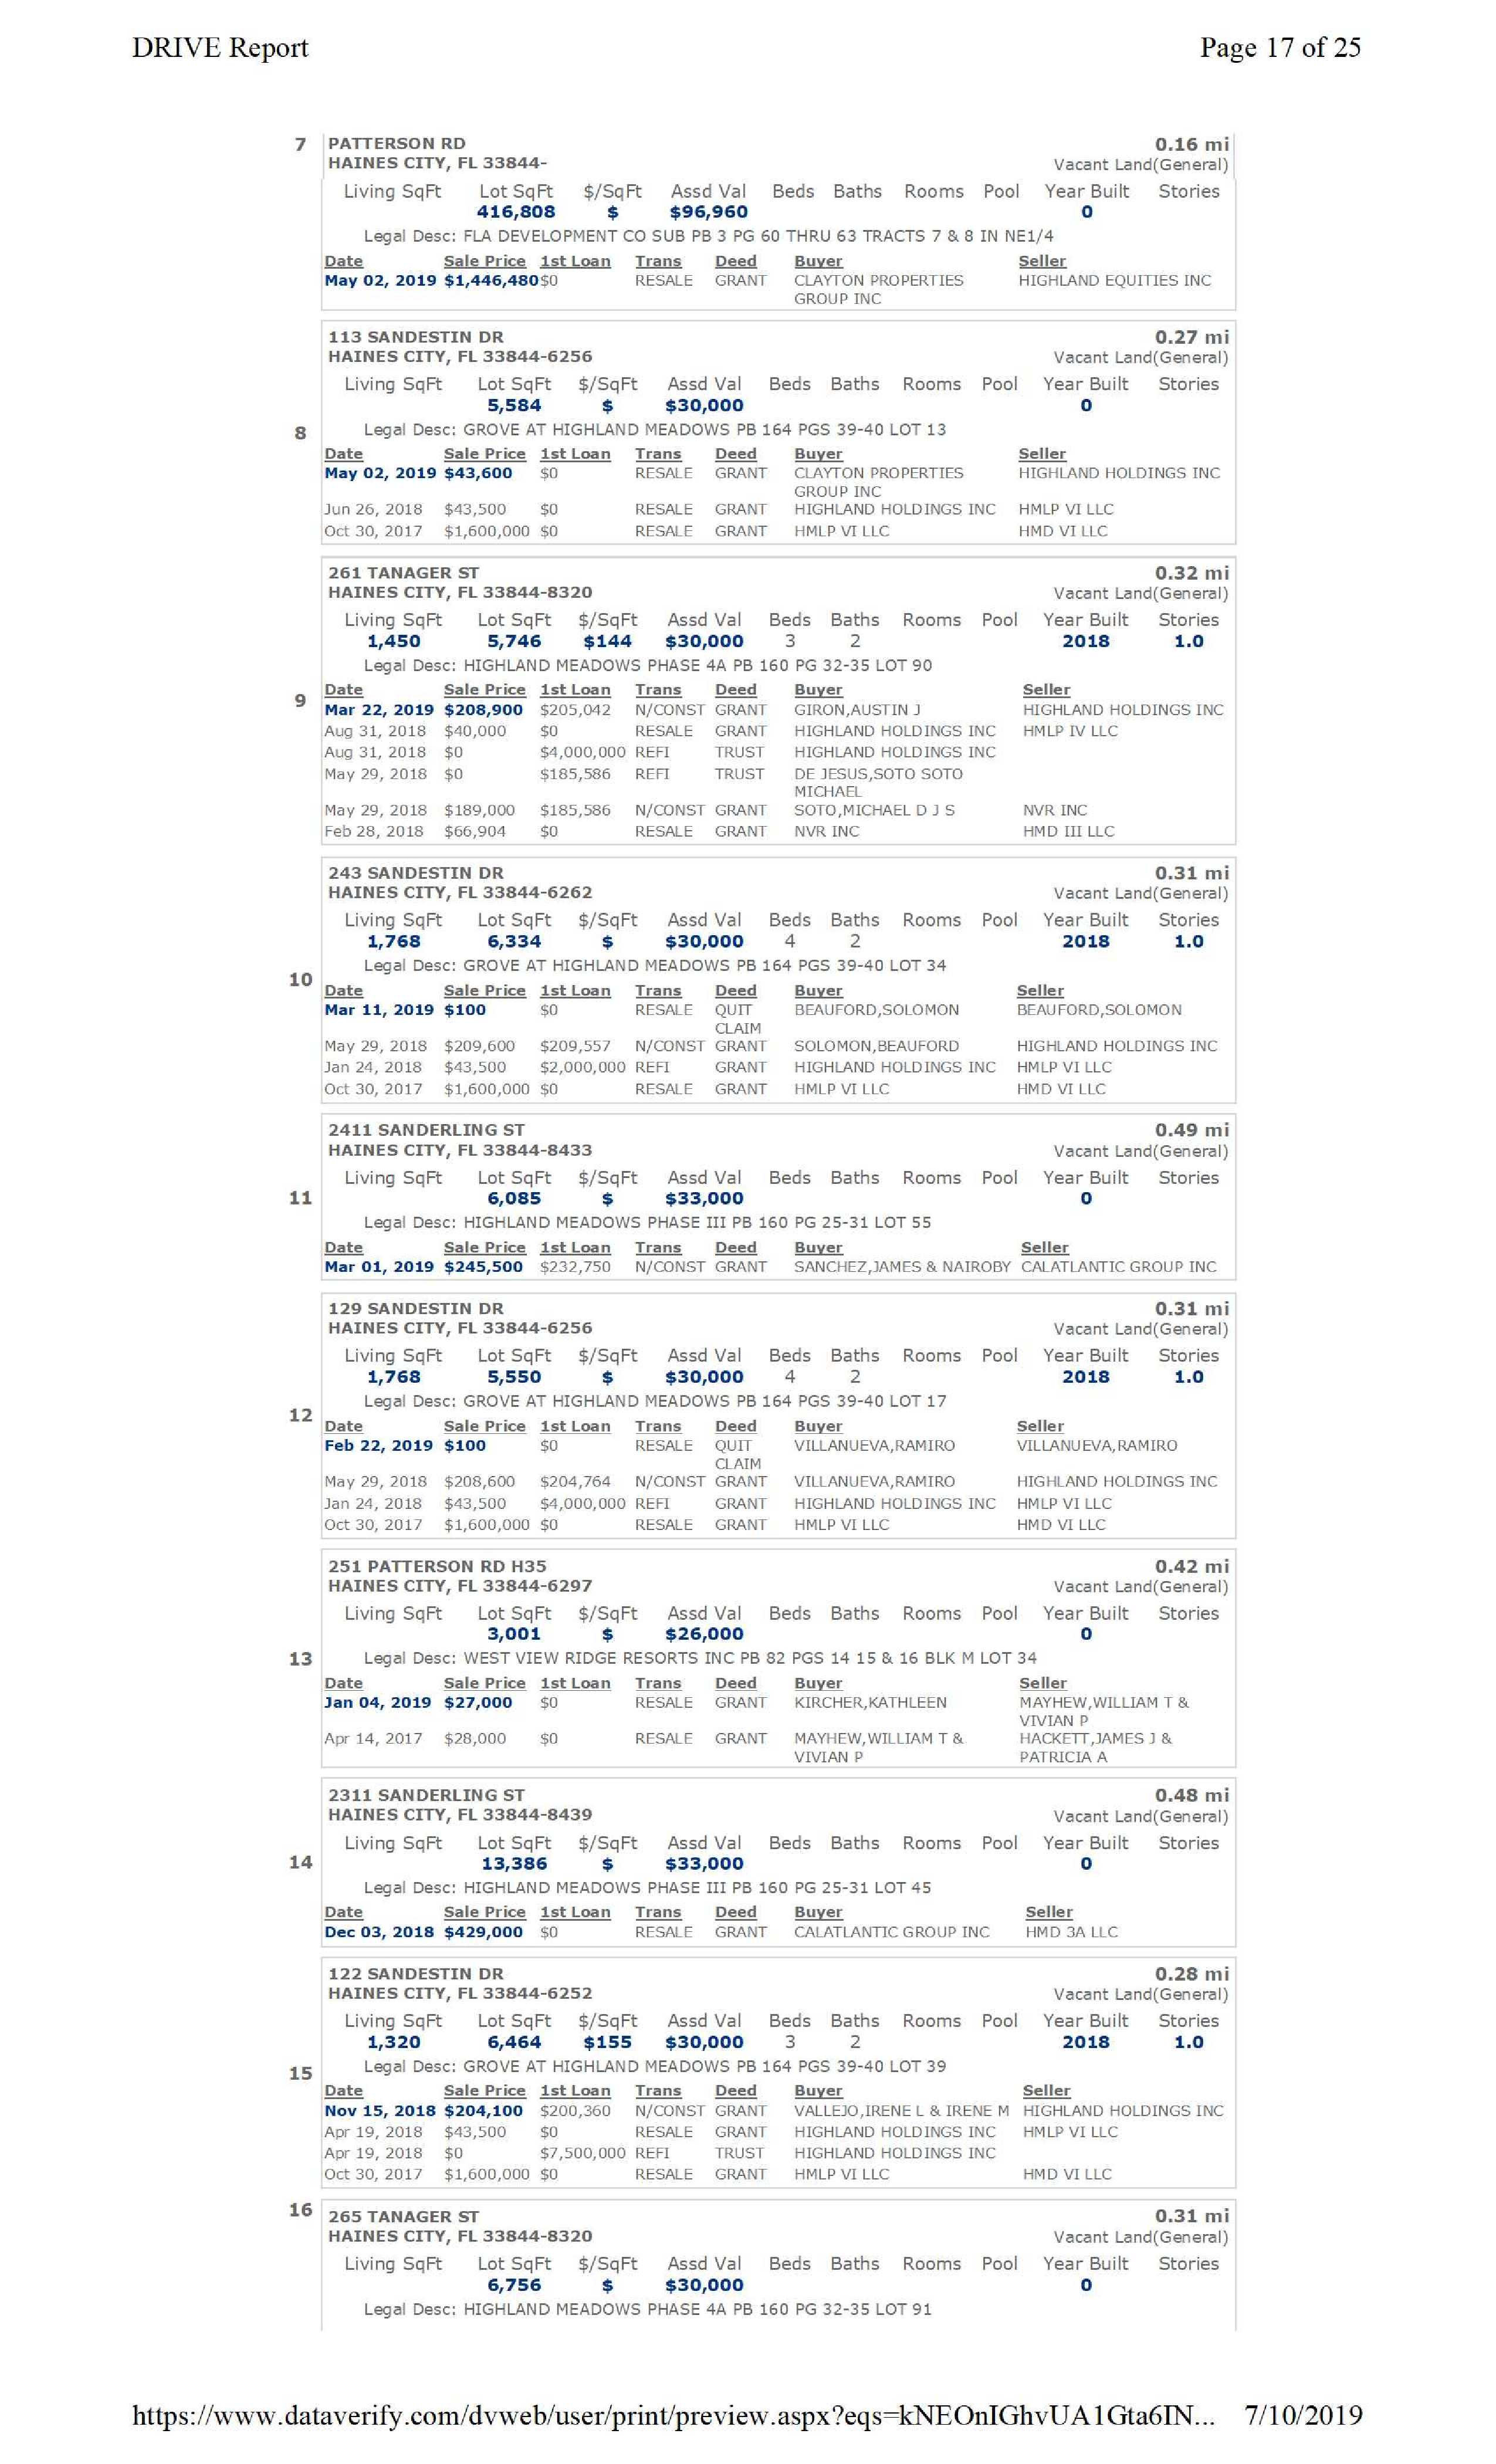 DRIVE Report Page 17 of 25
7 PATTERSON RD 0.16 mi
HAINES CITY, FL 33844- Vacant Land(General)
Living SqFt Lot SqFt $/SqFt Assd Val Beds Baths Rooms Pool Year Built Stories
416,808 $ $96,960 0
Legal Desc: FLA DEVELOPMENT CO SUB PB 3 PG 60 THRU 63 TRACTS 7 & 8 IN NE1/4
Date Sale Price 1st Loan Trans Deed Buyer Seller
May 02, 2019 $1,446,480 $0 RESALE GRANT CLAYTON PROPERTIES HIGHLAND EQUITIES INC
GROUP INC
113 SANDESTIN DR 0.27 mi
HAINES CITY, FL 33844-6256 Vacant Land(General)
Living SqFt Lot SqFt $/SqFt Assd Val Beds Baths Rooms Pool Year Built Stories
5,584 $ $30,000 0
8 Legal Desc: GROVE AT HIGHLAND MEADOWS PB 164 PGS 39-40 LOT 13
Date Sale Price 1st Loan Trans Deed Buyer Seller
May 02, 2019 $43,600 $0 RESALE GRANT CLAYTON PROPERTIES HIGHLAND HOLDINGS INC
GROUP INC
Jun 26, 2018 $43,500 $0 RESALE GRANT HIGHLAND HOLDINGS INC HMLP VI LLC
Oct 30, 2017 $1,600,000 $0 RESALE GRANT HMLP VI LLC HMD VI LLC
261 TANAGER ST 0.32 mi
HAINES CITY, FL 33844-8320 Vacant Land(General)
Living SqFt Lot SqFt $/SqFt Assd Val Beds Baths Rooms Pool Year Built Stories
1,450 5,746 $144 $30,000 3 2 2018 1.0
Legal Desc: HIGHLAND MEADOWS PHASE 4A PB 160 PG 32-35 LOT 90
9 Date Sale Price 1st Loan Trans Deed Buyer Seller
Mar 22, 2019 $208,900 $205,042 N/CONST GRANT GIRON,AUSTIN J HIGHLAND HOLDINGS INC
Aug 31, 2018 $40,000 $0 RESALE GRANT HIGHLAND HOLDINGS INC HMLP IV LLC
Aug 31, 2018 $0 $4,000,000 REFI TRUST HIGHLAND HOLDINGS INC
May 29, 2018 $0 $185,586 REFI TRUST DE JESUS,SOTO SOTO
MICHAEL
May 29, 2018 $189,000 $185,586 N/CONST GRANT SOTO,MICHAEL D J S NVR INC
Feb 28, 2018 $66,904 $0 RESALE GRANT NVR INC HMD III LLC
243 SANDESTIN DR 0.31 mi
HAINES CITY, FL 33844-6262 Vacant Land(General)
Living SqFt Lot SqFt $/SqFt Assd Val Beds Baths Rooms Pool Year Built Stories
1,768 6,334 $ $30,000 4 2 2018 1.0
Legal Desc: GROVE AT HIGHLAND MEADOWS PB 164 PGS 39-40 LOT 34
10 Date Sale Price 1st Loan Trans Deed Buyer Seller
Mar 11, 2019 $100 $0 RESALE QUIT BEAUFORD,SOLOMON BEAUFORD,SOLOMON
CLAIM
May 29, 2018 $209,600 $209,557 N/CONST GRANT SOLOMON,BEAUFORD HIGHLAND HOLDINGS INC
Jan 24, 2018 $43,500 $2,000,000 REFI GRANT HIGHLAND HOLDINGS INC HMLP VI LLC
Oct 30, 2017 $1,600,000 $0 RESALE GRANT HMLP VI LLC HMD VI LLC
2411 SANDERLING ST 0.49 mi
HAINES CITY, FL 33844-8433 Vacant Land(General)
Living SqFt Lot SqFt $/SqFt Assd Val Beds Baths Rooms Pool Year Built Stories
11 6,085 $ $33,000 0
Legal Desc: HIGHLAND MEADOWS PHASE III PB 160 PG 25-31 LOT 55
Date Sale Price 1st Loan Trans Deed Buyer Seller
Mar 01, 2019 $245,500 $232,750 N/CONST GRANT SANCHEZ,JAMES & NAIROBY CALATLANTIC GROUP INC
129 SANDESTIN DR 0.31 mi
HAINES CITY, FL 33844-6256 Vacant Land(General)
Living SqFt Lot SqFt $/SqFt Assd Val Beds Baths Rooms Pool Year Built Stories
1,768 5,550 $ $30,000 4 2 2018 1.0
Legal Desc: GROVE AT HIGHLAND MEADOWS PB 164 PGS 39-40 LOT 17
12 Date Sale Price 1st Loan Trans Deed Buyer Seller
Feb 22, 2019 $100 $0 RESALE QUIT VILLANUEVA,RAMIRO VILLANUEVA,RAMIRO
CLAIM
May 29, 2018 $208,600 $204,764 N/CONST GRANT VILLANUEVA,RAMIRO HIGHLAND HOLDINGS INC
Jan 24, 2018 $43,500 $4,000,000 REFI GRANT HIGHLAND HOLDINGS INC HMLP VI LLC
Oct 30, 2017 $1,600,000 $0 RESALE GRANT HMLP VI LLC HMD VI LLC
251 PATTERSON RD H35 0.42 mi
HAINES CITY, FL 33844-6297 Vacant Land(General)
Living SqFt Lot SqFt $/SqFt Assd Val Beds Baths Rooms Pool Year Built Stories
3,001 $ $26,000 0
13 Legal Desc: WEST VIEW RIDGE RESORTS INC PB 82 PGS 14 15 & 16 BLK M LOT 34
Date Sale Price 1st Loan Trans Deed Buyer Seller
Jan 04, 2019 $27,000 $0 RESALE GRANT KIRCHER,KATHLEEN MAYHEW,WILLIAM T &
VIVIAN P
Apr 14, 2017 $28,000 $0 RESALE GRANT MAYHEW,WILLIAM T & HACKETT,JAMES J &
VIVIAN P PATRICIA A
2311 SANDERLING ST 0.48 mi
HAINES CITY, FL 33844-8439 Vacant Land(General)
Living SqFt Lot SqFt $/SqFt Assd Val Beds Baths Rooms Pool Year Built Stories
14 13,386 $ $33,000 0
Legal Desc: HIGHLAND MEADOWS PHASE III PB 160 PG 25-31 LOT 45
Date Sale Price 1st Loan Trans Deed Buyer Seller
Dec 03, 2018 $429,000 $0 RESALE GRANT CALATLANTIC GROUP INC HMD 3A LLC
122 SANDESTIN DR 0.28 mi
HAINES CITY, FL 33844-6252 Vacant Land(General)
Living SqFt Lot SqFt $/SqFt Assd Val Beds Baths Rooms Pool Year Built Stories
1,320 6,464 $155 $30,000 3 2 2018 1.0
15 Legal Desc: GROVE AT HIGHLAND MEADOWS PB 164 PGS 39-40 LOT 39
Date Sale Price 1st Loan Trans Deed Buyer Seller
Nov 15, 2018 $204,100 $200,360 N/CONST GRANT VALLEJO,IRENE L & IRENE M HIGHLAND HOLDINGS INC
Apr 19, 2018 $43,500 $0 RESALE GRANT HIGHLAND HOLDINGS INC HMLP VI LLC
Apr 19, 2018 $0 $7,500,000 REFI TRUST HIGHLAND HOLDINGS INC
Oct 30, 2017 $1,600,000 $0 RESALE GRANT HMLP VI LLC HMD VI LLC
16 265 TANAGER ST 0.31 mi
HAINES CITY, FL 33844-8320 Vacant Land(General)
Living SqFt Lot SqFt $/SqFt Assd Val Beds Baths Rooms Pool Year Built Stories
6,756 $ $30,000 0
Legal Desc: HIGHLAND MEADOWS PHASE 4A PB 160 PG 32-35 LOT 91
https://www.dataverify.com/dvweb/user/print/preview.aspx?eqs=kNEOnIGhvUA1Gta6IN... 7/10/2019